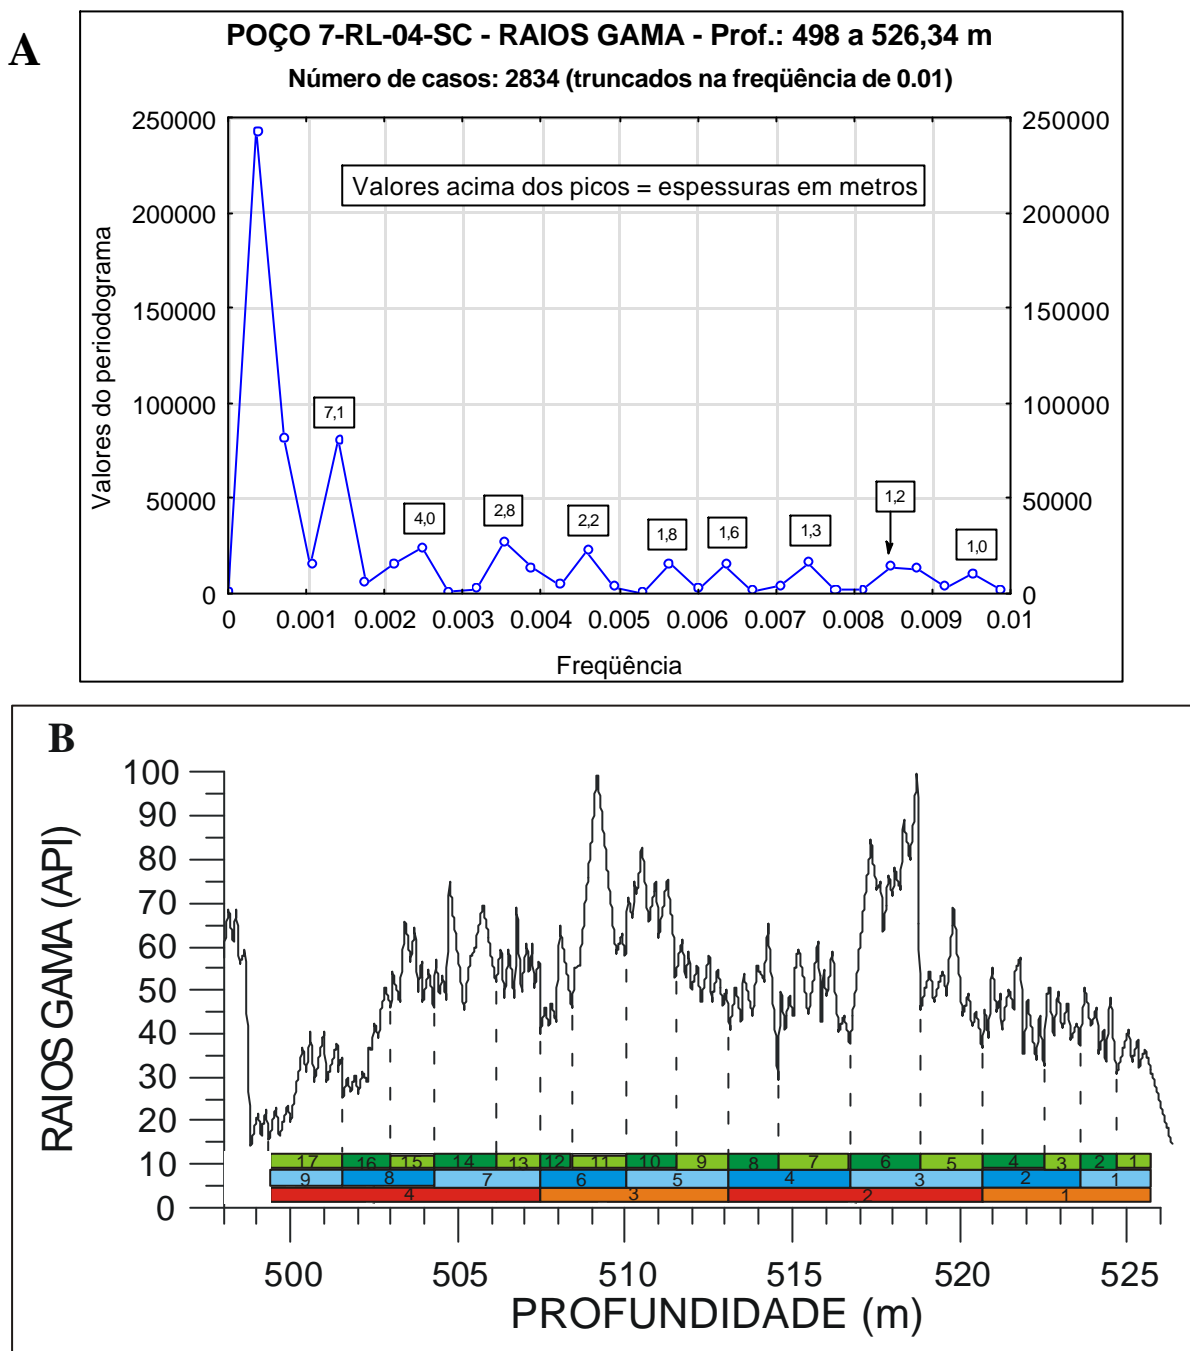 A
POÇO 7-RL-04-SC - RAIOS GAMA - Prof.: 498 a 526,34 m
Número de casos: 2834 (truncados na freqüência de 0.01)
Valores acima dos picos = espessuras em metros
Valores do periodograma
250000
200000
150000
100000
50000
0
250000
200000
150000
100000
50000
0
7,1
4,0
2,8
2,2
1,8
1,6
1,3
1,2
1,0
0 0.001 0.002 0.003 0.004 0.005 0.006 0.007 0.008 0.009 0.01
Freqüência
B
RAIOS GAMA (API)
100
90
80
70
60
50
40
30
20
10
0
17 16 15 14 13 12 11 10 9 8 7 6 5 4 3 2 1
9 8 7 6 5 4 3 2 1
4 3 2 1
500 505 510 515 520 525
PROFUNDIDADE (m)